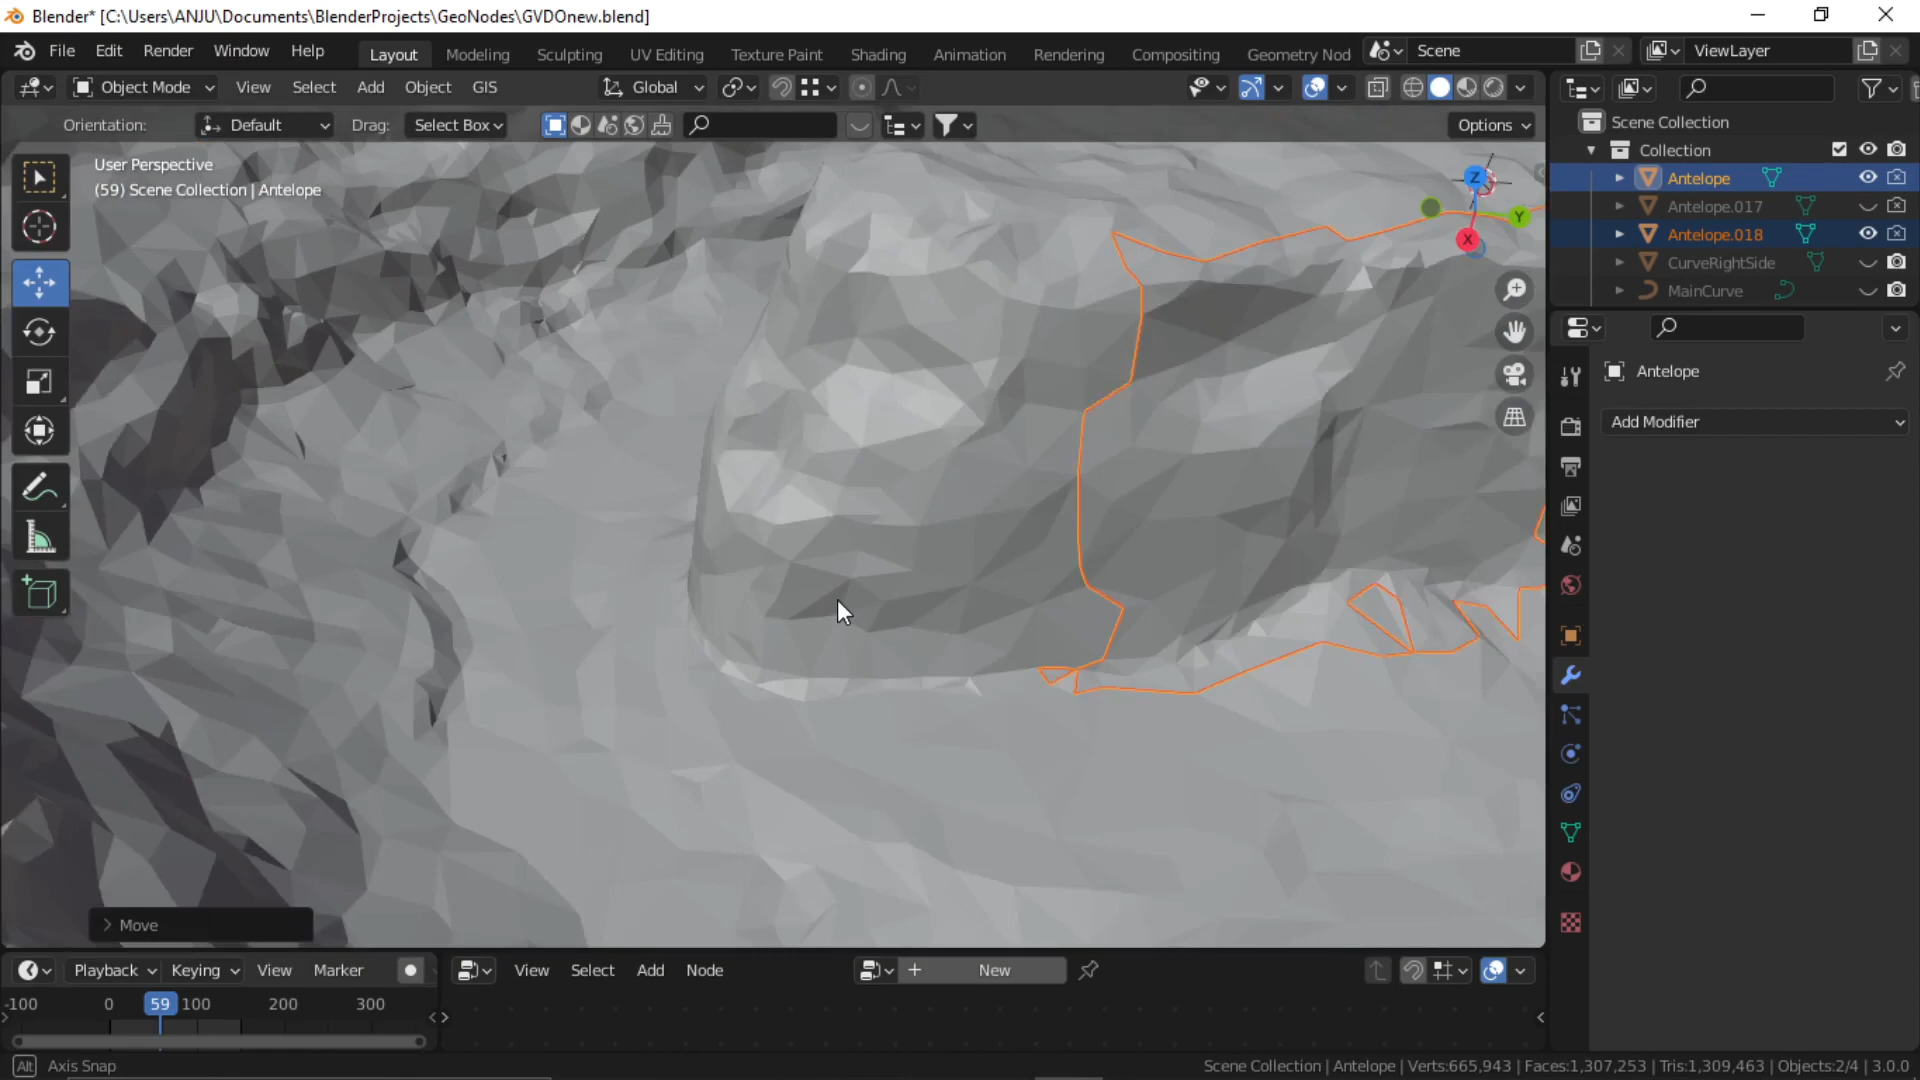 Blender* [C:\Users\ANJU\Documents\BlenderProjects\GeoNodes\GVDOnew.blend]
File Edit Render Window Help Layout Modeling Sculpting UV Editing Texture Paint Shading Animation Rendering Compositing Geometry Nod Scene ViewLayer
Object Mode View Select Add Object GIS Global
Orientation: Default Drag: Select Box Options
User Perspective
(59) Scene Collection | Antelope
Z
Y
X
Scene Collection
Collection
Antelope
Antelope.017
Antelope.018
CurveRightSide
MainCurve
Antelope
Add Modifier
Move
Playback Keying View Marker View Select Add Node New
-100 0 59 100 200 300
Alt Axis Snap
Scene Collection | Antelope | Verts:665,943 | Faces:1,307,253 | Tris:1,309,463 | Objects:2/4 | 3.0.0